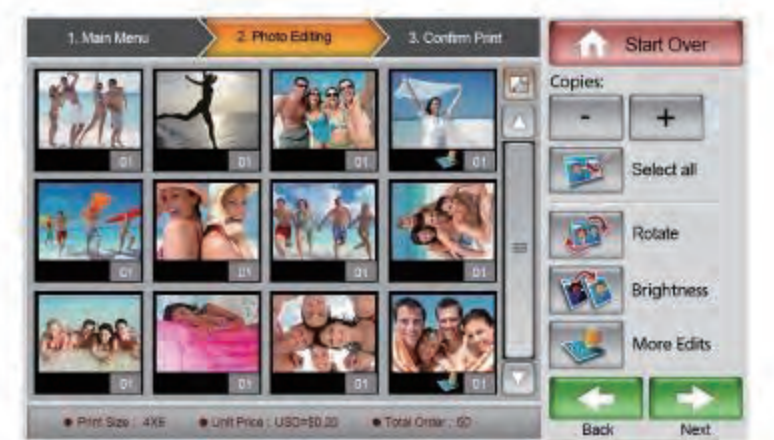 1. Main Menu
2. Photo Editing
3. Confirm Print
Start Over
Copies:
- +
01 01 01 01
Select all
Rotate
01 01 01 01
Brightness
More Edits
01 01 01 01
Print Size : 4X6
Unit Price : USD=$0.20
Total Order :
Back
Next